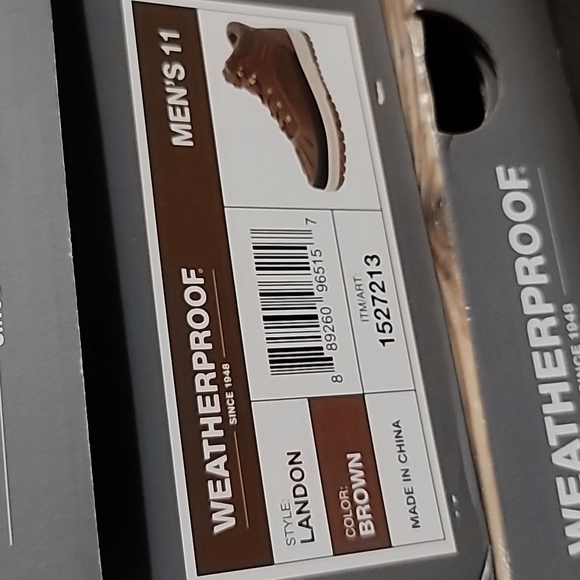 WEATHERPROOF®
SINCE 1948
MEN'S 11
STYLE:
LANDON
COLOR:
BROWN
MADE IN CHINA
8 89260 96515 7
ITM/ART:
1527213
WEATHERPROOF®
SINCE 1948